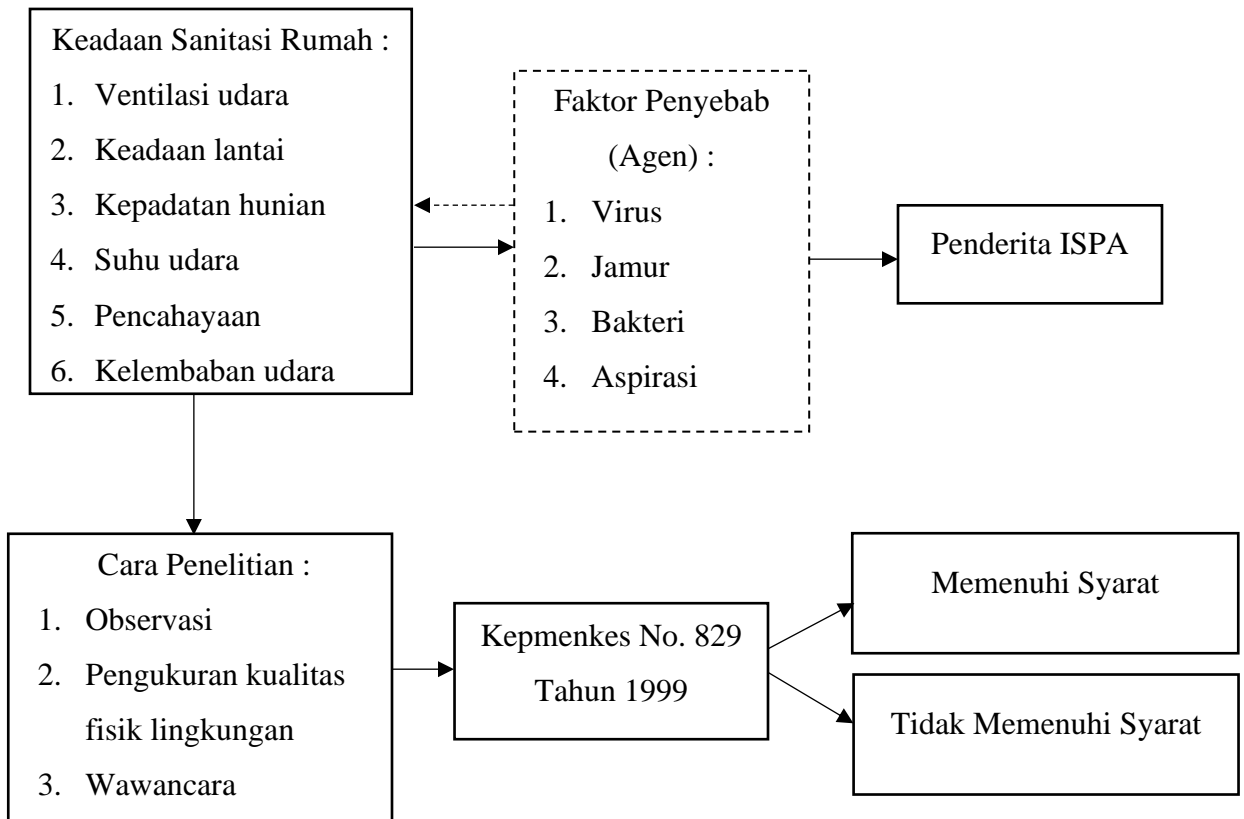 Keadaan Sanitasi Rumah :
1. Ventilasi udara
2. Keadaan lantai
3. Kepadatan hunian
4. Suhu udara
5. Pencahayaan
6. Kelembaban udara
Faktor Penyebab
(Agen) :
1. Virus
2. Jamur
3. Bakteri
4. Aspirasi
Penderita ISPA
Cara Penelitian :
1. Observasi
2. Pengukuran kualitas
fisik lingkungan
3. Wawancara
Kepmenkes No. 829
Tahun 1999
Memenuhi Syarat
Tidak Memenuhi Syarat